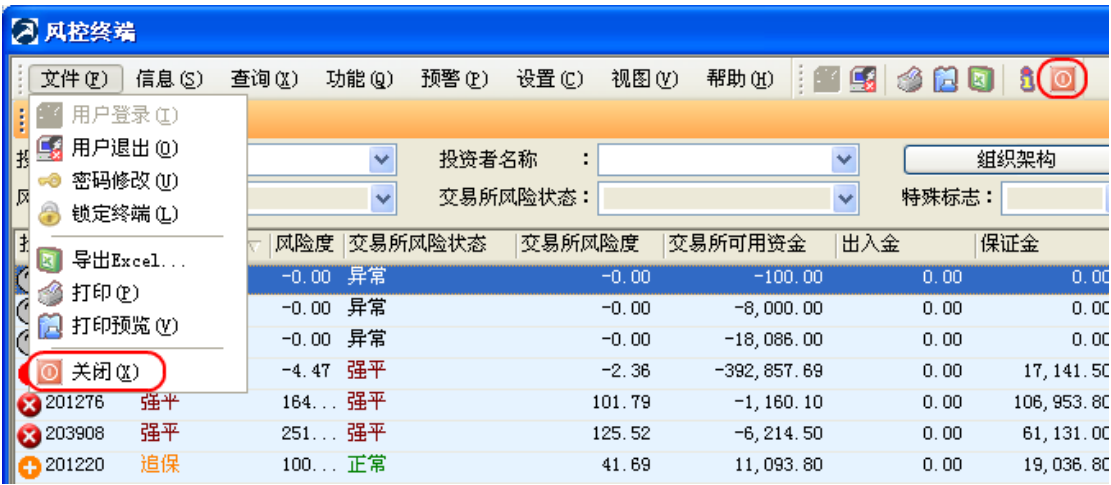 风控终端
文件(F) 信息(S) 查询(X) 功能(Q) 预警(P) 设置(C) 视图(V) 帮助(H)
用户登录(I)
用户退出(O)
密码修改(U)
锁定终端(L)
导出Excel...
打印(P)
打印预览(V)
关闭(X)
投资者名称 : 组织架构
交易所风险状态: 特殊标志:
风险度 交易所风险状态 交易所风险度 交易所可用资金 出入金 保证金
-0.00 异常 -0.00 -100.00 0.00 0.00
-0.00 异常 -0.00 -8,000.00 0.00 0.00
-0.00 异常 -0.00 -18,086.00 0.00 0.00
-4.47 强平 -2.36 -392,857.69 0.00 17,141.50
201276 强平 164... 强平 101.79 -1,160.10 0.00 106,953.80
203908 强平 251... 强平 125.52 -6,214.50 0.00 61,131.00
201220 追保 100... 正常 41.69 11,093.80 0.00 19,036.80